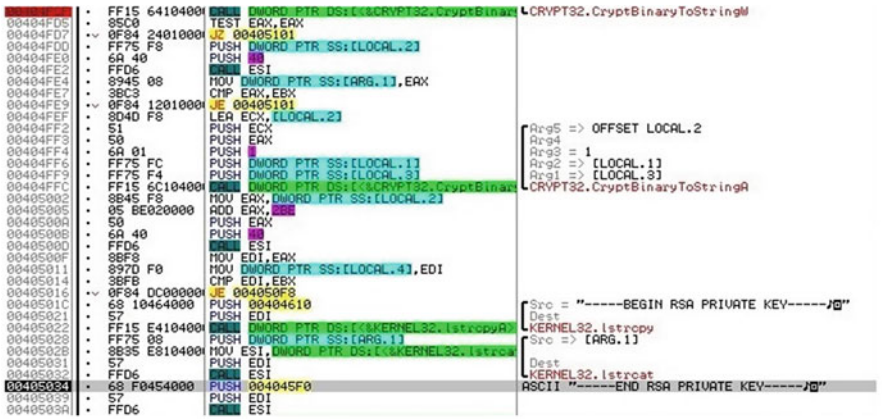 FF15 64104000 CALL DWORD PTR DS:[<&CRYPT32.CryptBinar CRYPT32.CryptBinaryToStringW
00404FD5 · 85C0 TEST EAX,EAX
00404FD7 · 0F84 24010000 JZ 00405101
00404FDD · FF75 F8 PUSH DWORD PTR SS:[LOCAL.2]
00404FE0 · 6A 40 PUSH 40
00404FE2 · FFD6 CALL ESI
00404FE4 · 8945 08 MOV DWORD PTR SS:[ARG.1],EAX
00404FE7 · 3BC3 CMP EAX,EBX
00404FE9 · 0F84 12010000 JE 00405101
00404FEF · 8D4D F8 LEA ECX,[LOCAL.2]
00404FF2 · 51 PUSH ECX Arg5 => OFFSET LOCAL.2
00404FF3 · 50 PUSH EAX Arg4
00404FF4 · 6A 01 PUSH 1 Arg3 = 1
00404FF6 · FF75 FC PUSH DWORD PTR SS:[LOCAL.1] Arg2 => [LOCAL.1]
00404FF9 · FF75 F4 PUSH DWORD PTR SS:[LOCAL.3] Arg1 => [LOCAL.3]
00404FFC · FF15 6C104000 CALL DWORD PTR DS:[<&CRYPT32.CryptBinar CRYPT32.CryptBinaryToStringA
00405002 · 8B45 F8 MOV EAX,DWORD PTR SS:[LOCAL.2]
00405005 · 05 BE020000 ADD EAX,2BE
0040500A · 50 PUSH EAX
0040500B · 6A 40 PUSH 40
0040500D · FFD6 CALL ESI
0040500F · 8BF8 MOV EDI,EAX
00405011 · 897D F0 MOV DWORD PTR SS:[LOCAL.4],EDI
00405014 · 3BFB CMP EDI,EBX
00405016 · 0F84 DC000000 JE 004050F8
0040501C · 68 10464000 PUSH 00404610 Src = "-----BEGIN RSA PRIVATE KEY-----♪◙"
00405021 · 57 PUSH EDI Dest
00405022 · FF15 E4104000 CALL DWORD PTR DS:[<&KERNEL32.lstrcpyA> KERNEL32.lstrcpy
00405028 · FF75 08 PUSH DWORD PTR SS:[ARG.1] Src => [ARG.1]
0040502B · 8B35 E8104000 MOV ESI,DWORD PTR DS:[<&KERNEL32.lstrca
00405031 · 57 PUSH EDI Dest
00405032 · FFD6 CALL ESI KERNEL32.lstrcat
00405034 · 68 F0454000 PUSH 004045F0 ASCII "-----END RSA PRIVATE KEY-----♪◙"
00405039 · 57 PUSH EDI
0040503A · FFD6 CALL ESI